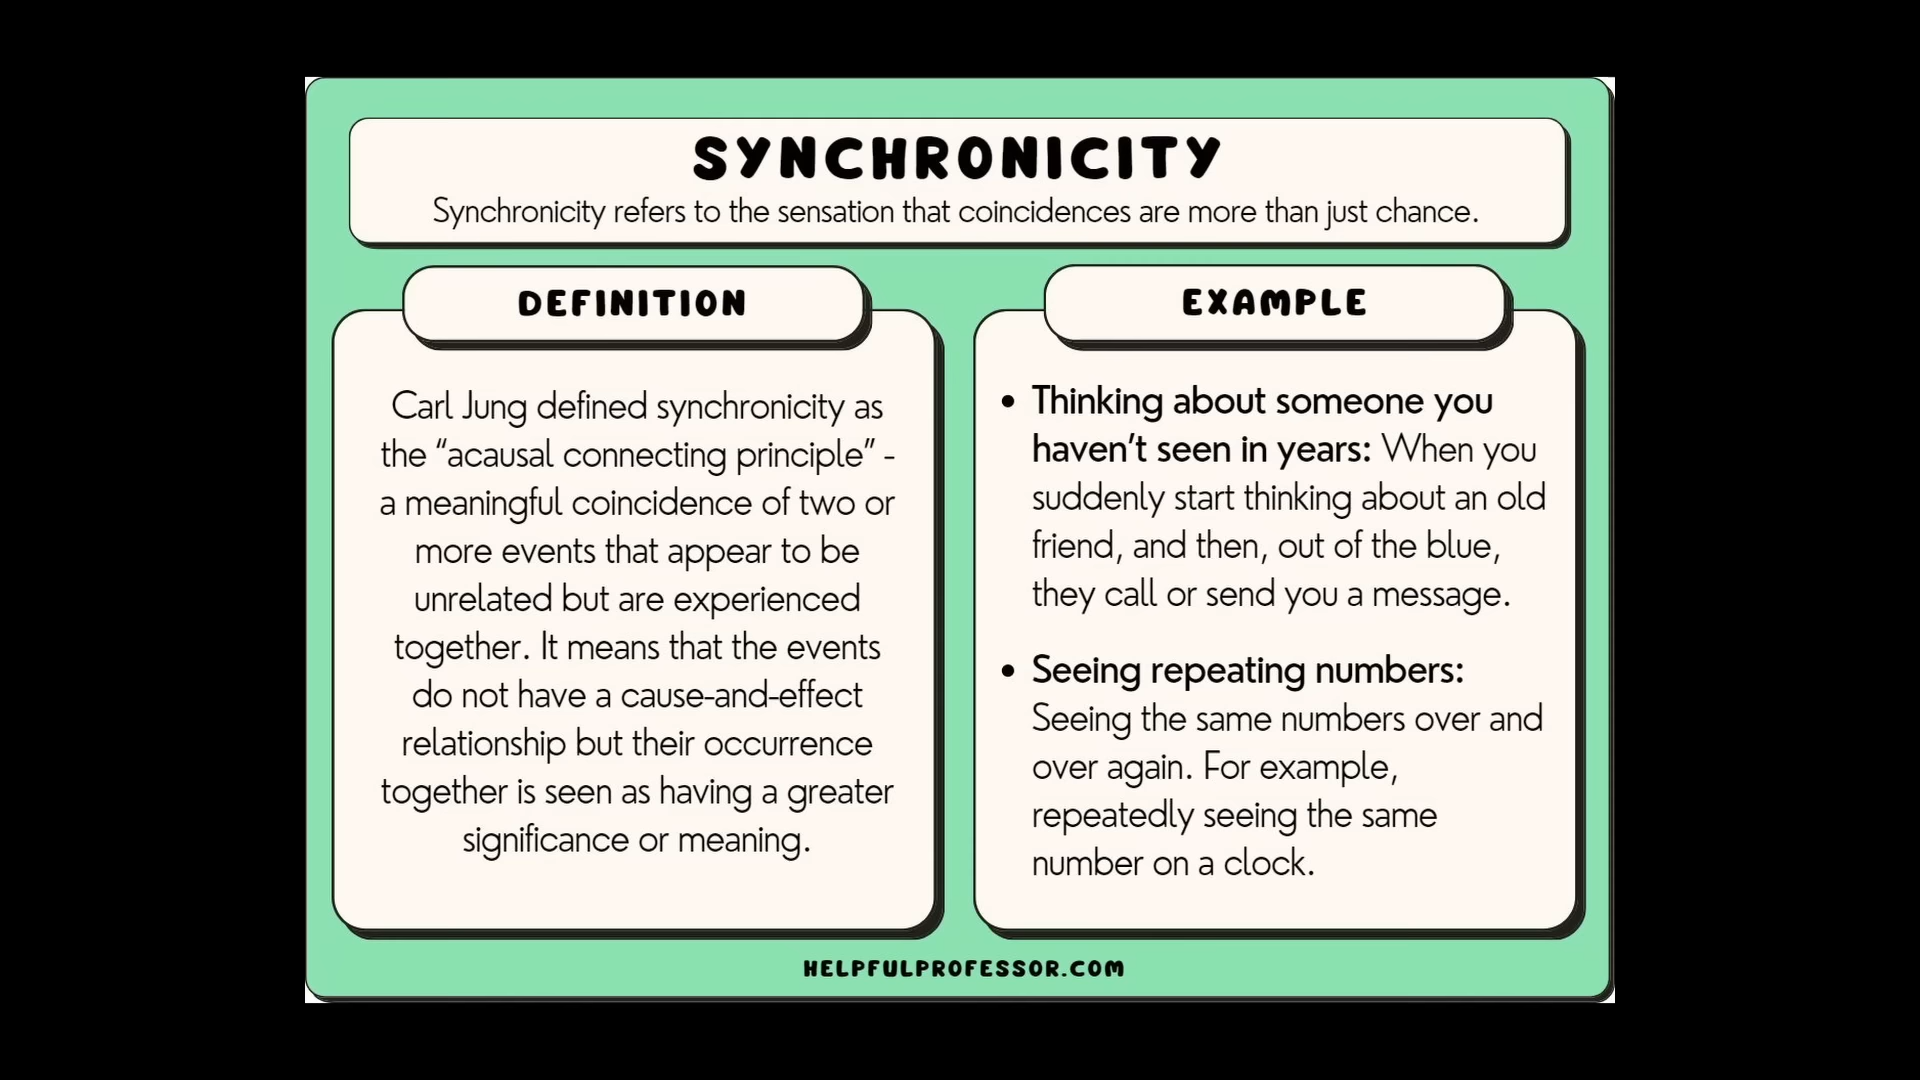 SYNCHRONICITY
Synchronicity refers to the sensation that coincidences are more than just chance.
DEFINITION
Carl Jung defined synchronicity as
the “acausal connecting principle” -
a meaningful coincidence of two or
more events that appear to be
unrelated but are experienced
together. It means that the events
do not have a cause-and-effect
relationship but their occurrence
together is seen as having a greater
significance or meaning.
EXAMPLE
• Thinking about someone you
haven’t seen in years: When you
suddenly start thinking about an old
friend, and then, out of the blue,
they call or send you a message.
• Seeing repeating numbers:
Seeing the same numbers over and
over again. For example,
repeatedly seeing the same
number on a clock.
HELPFULPROFESSOR.COM